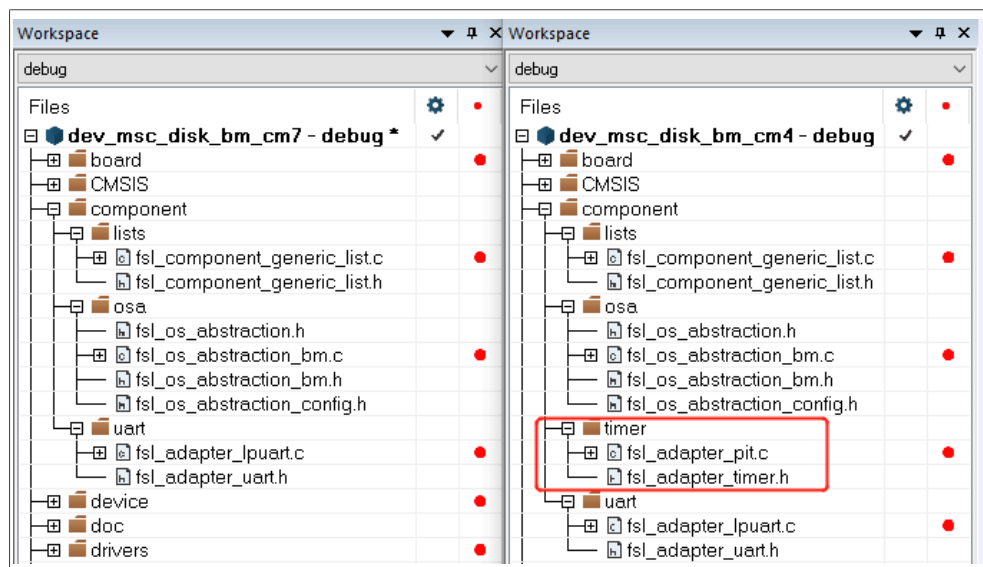 Workspace
debug
Files
dev_msc_disk_bm_cm7 - debug *
board
CMSIS
component
lists
fsl_component_generic_list.c
fsl_component_generic_list.h
osa
fsl_os_abstraction.h
fsl_os_abstraction_bm.c
fsl_os_abstraction_bm.h
fsl_os_abstraction_config.h
uart
fsl_adapter_lpuart.c
fsl_adapter_uart.h
device
doc
drivers
Workspace
debug
Files
dev_msc_disk_bm_cm4 - debug
board
CMSIS
component
lists
fsl_component_generic_list.c
fsl_component_generic_list.h
osa
fsl_os_abstraction.h
fsl_os_abstraction_bm.c
fsl_os_abstraction_bm.h
fsl_os_abstraction_config.h
timer
fsl_adapter_pit.c
fsl_adapter_timer.h
uart
fsl_adapter_lpuart.c
fsl_adapter_uart.h